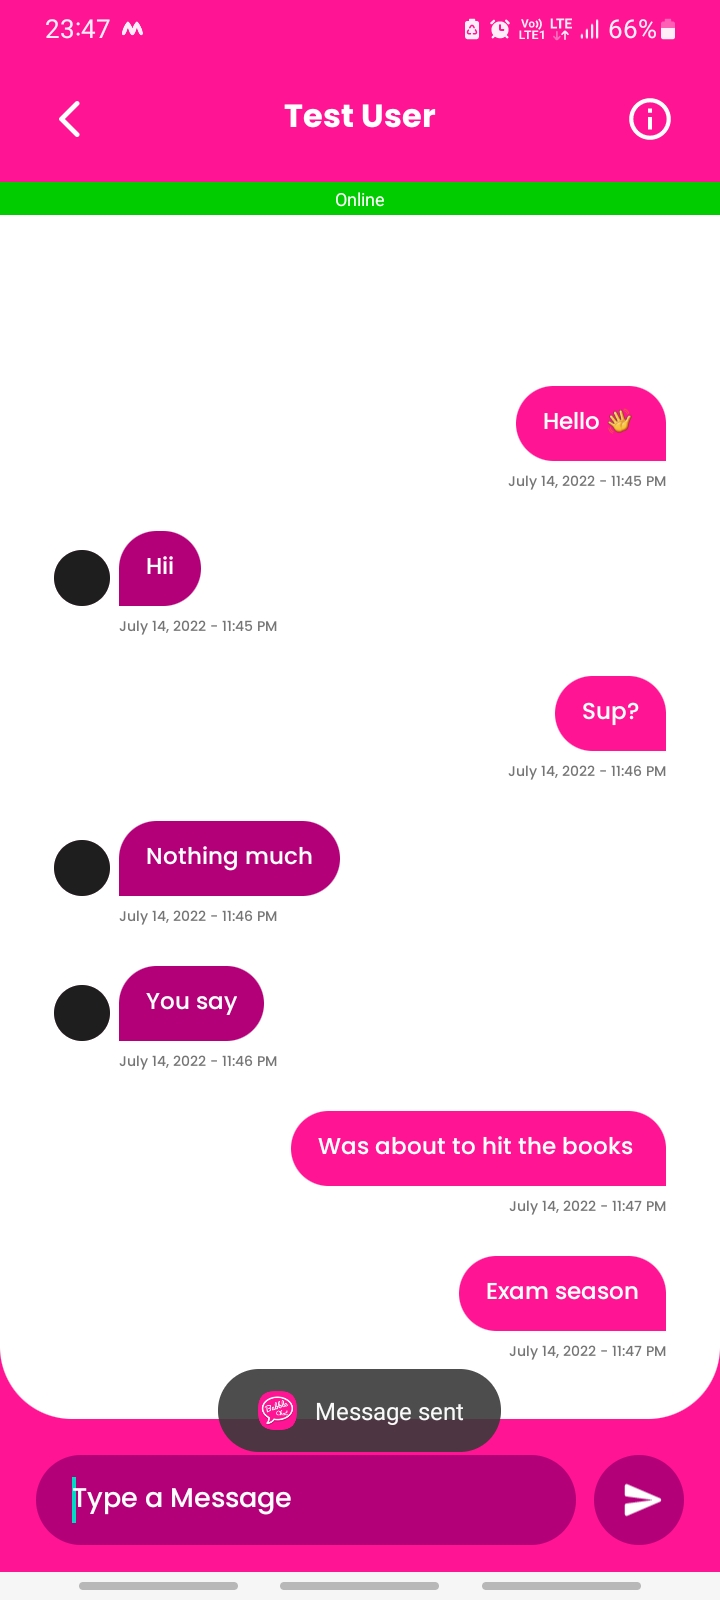 23:47 Vo)) LTE1 LTE 66%
Test User
Online
Hello 👋
July 14, 2022 - 11:45 PM
Hii
July 14, 2022 - 11:45 PM
Sup?
July 14, 2022 - 11:46 PM
Nothing much
July 14, 2022 - 11:46 PM
You say
July 14, 2022 - 11:46 PM
Was about to hit the books
July 14, 2022 - 11:47 PM
Exam season
July 14, 2022 - 11:47 PM
Message sent
Type a Message